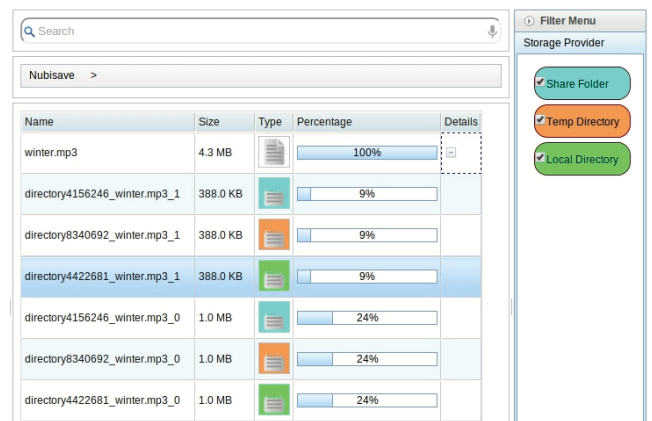 Search
Nubisave >
Name Size Type Percentage Details
winter.mp3 4.3 MB 100%
directory4156246_winter.mp3_1 388.0 KB 9%
directory8340692_winter.mp3_1 388.0 KB 9%
directory4422681_winter.mp3_1 388.0 KB 9%
directory4156246_winter.mp3_0 1.0 MB 24%
directory8340692_winter.mp3_0 1.0 MB 24%
directory4422681_winter.mp3_0 1.0 MB 24%
Filter Menu
Storage Provider
Share Folder
Temp Directory
Local Directory